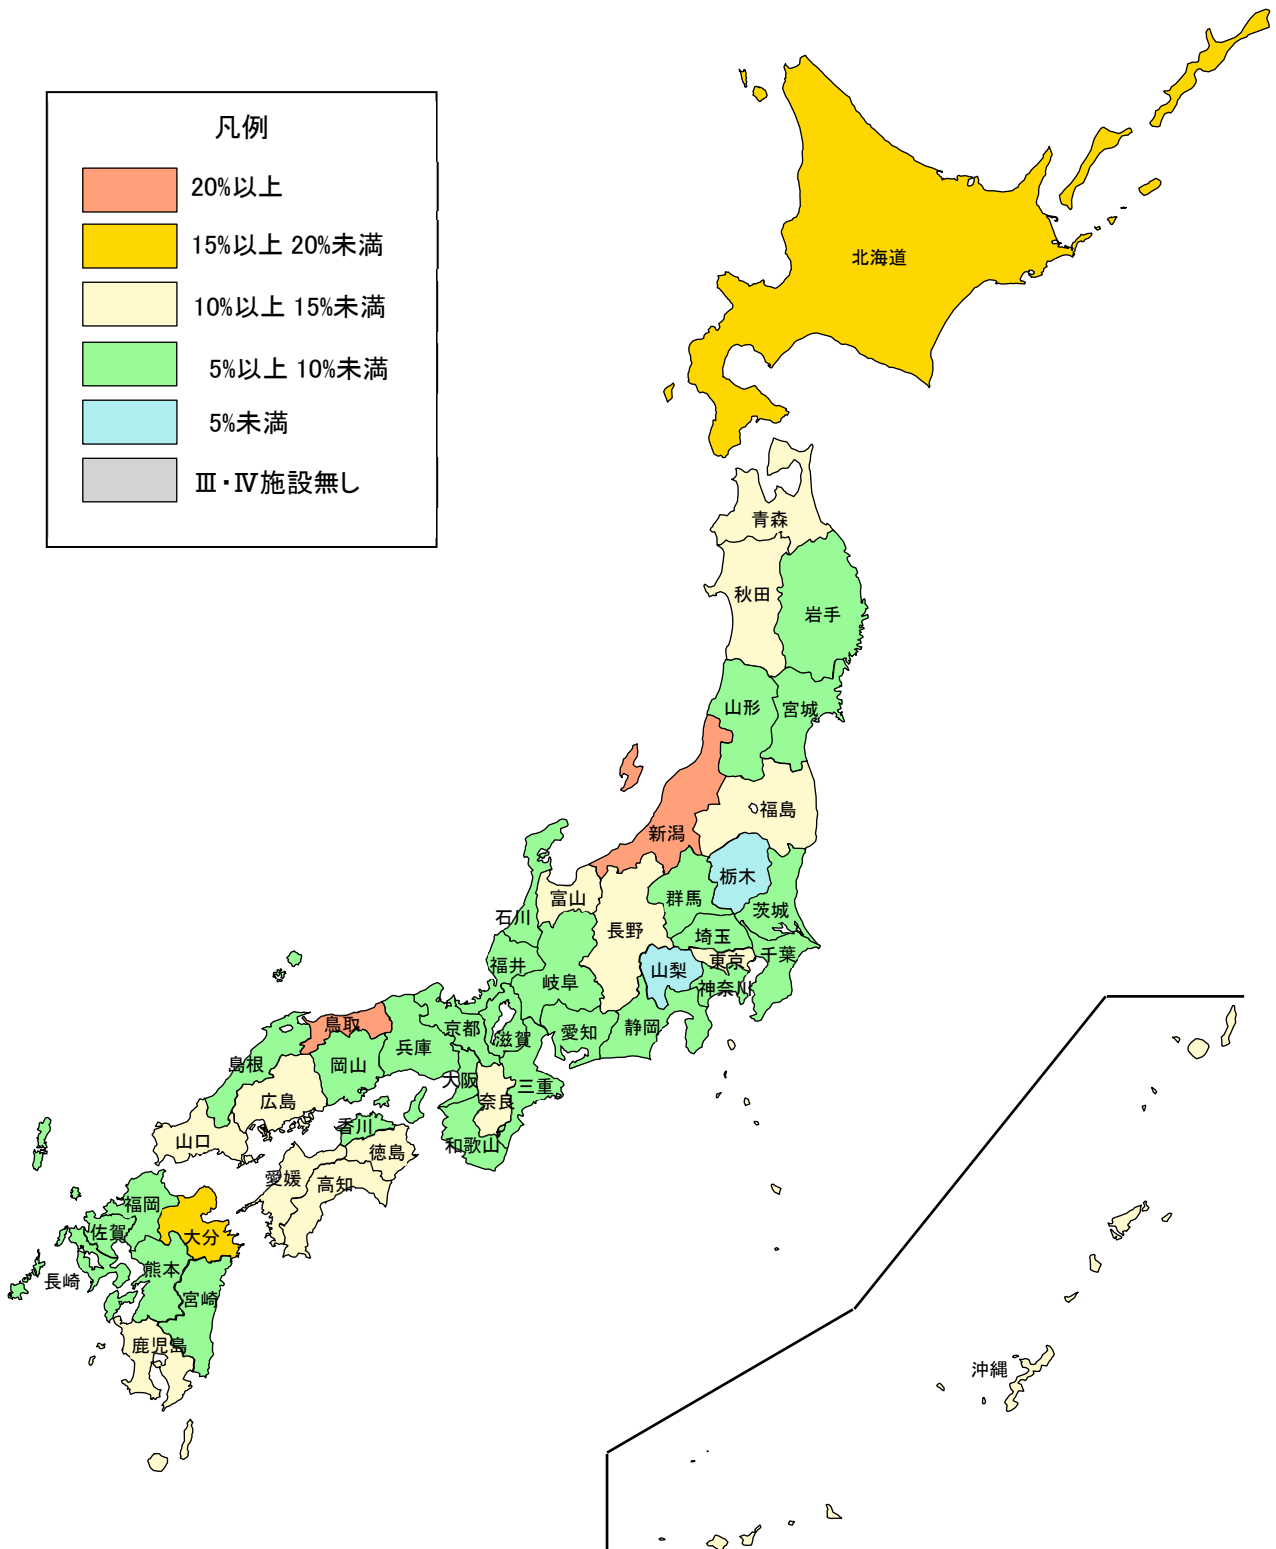 凡例
20%以上
15%以上 20%未満
10%以上 15%未満
5%以上 10%未満
5%未満
Ⅲ・Ⅳ施設無し
北海道
青森
秋田
岩手
山形
宮城
福島
新潟
栃木
群馬
茨城
富山
石川
長野
埼玉
東京
千葉
福井
岐阜
山梨
神奈川
鳥取
京都
滋賀
愛知
静岡
兵庫
島根
岡山
大阪
三重
広島
奈良
香川
山口
和歌山
徳島
愛媛
高知
福岡
佐賀
大分
長崎
熊本
宮崎
鹿児島
沖縄